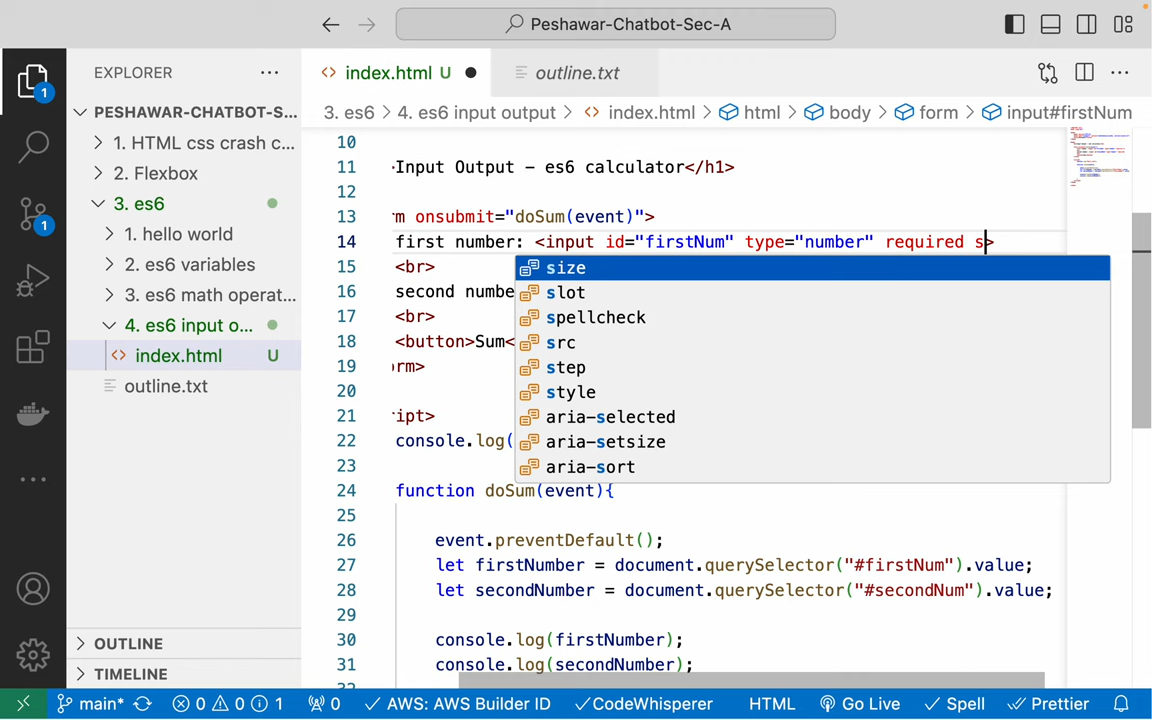 Peshawar-Chatbot-Sec-A
EXPLORER
index.html U
outline.txt
3. es6 > 4. es6 input output > index.html > html > body > form > input#firstNum
PESHAWAR-CHATBOT-S...
1. HTML css crash c...
2. Flexbox
3. es6
1. hello world
2. es6 variables
3. es6 math operat...
4. es6 input o...
index.html U
outline.txt
OUTLINE
TIMELINE
1
1
10
11 Input Output - es6 calculator</h1>
12
13 m onsubmit="doSum(event)">
14 first number: <input id="firstNum" type="number" required s>
15 <br>
16 second numbe
17 <br>
18 <button>Sum<
19 rm>
20
21 ipt>
22 console.log(
23
24 function doSum(event){
25
26 event.preventDefault();
27 let firstNumber = document.querySelector("#firstNum").value;
28 let secondNumber = document.querySelector("#secondNum").value;
29
30 console.log(firstNumber);
31 console.log(secondNumber);
size
slot
spellcheck
src
step
style
aria-selected
aria-setsize
aria-sort
main* 0 0 1 0 AWS: AWS Builder ID CodeWhisperer HTML Go Live Spell Prettier